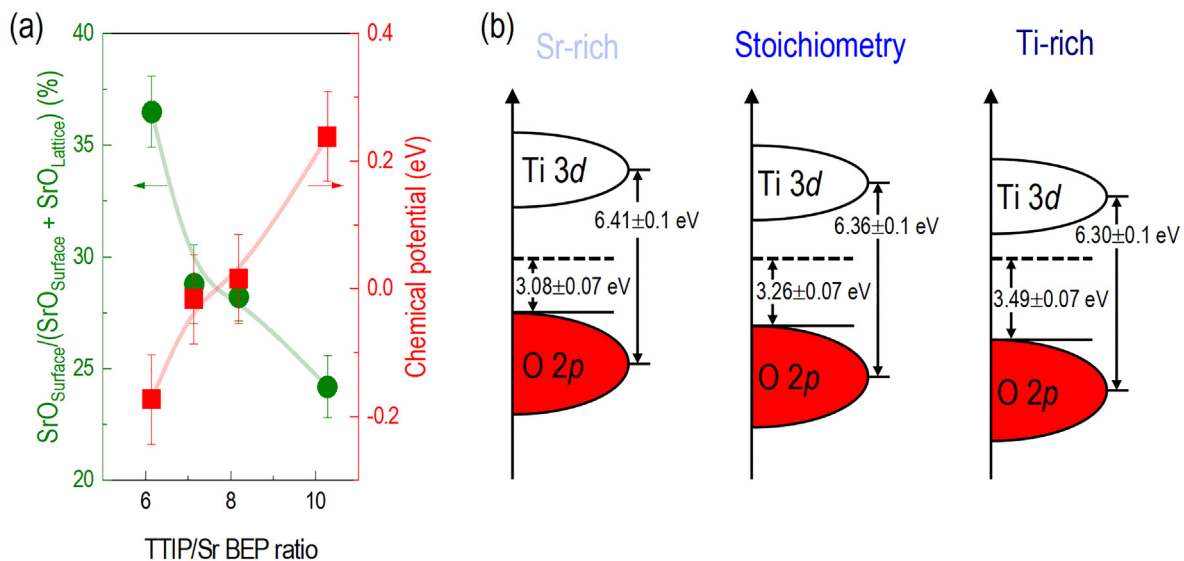 (a)
40
35
30
25
20
SrO_Surface/(SrO_Surface + SrO_Lattice) (%)
0.4
0.2
0.0
-0.2
Chemical potential (eV)
6
8
10
TTIP/Sr BEP ratio
(b)
Sr-rich
Ti 3d
6.41±0.1 eV
3.08±0.07 eV
O 2p
Stoichiometry
Ti 3d
6.36±0.1 eV
3.26±0.07 eV
O 2p
Ti-rich
Ti 3d
6.30±0.1 eV
3.49±0.07 eV
O 2p